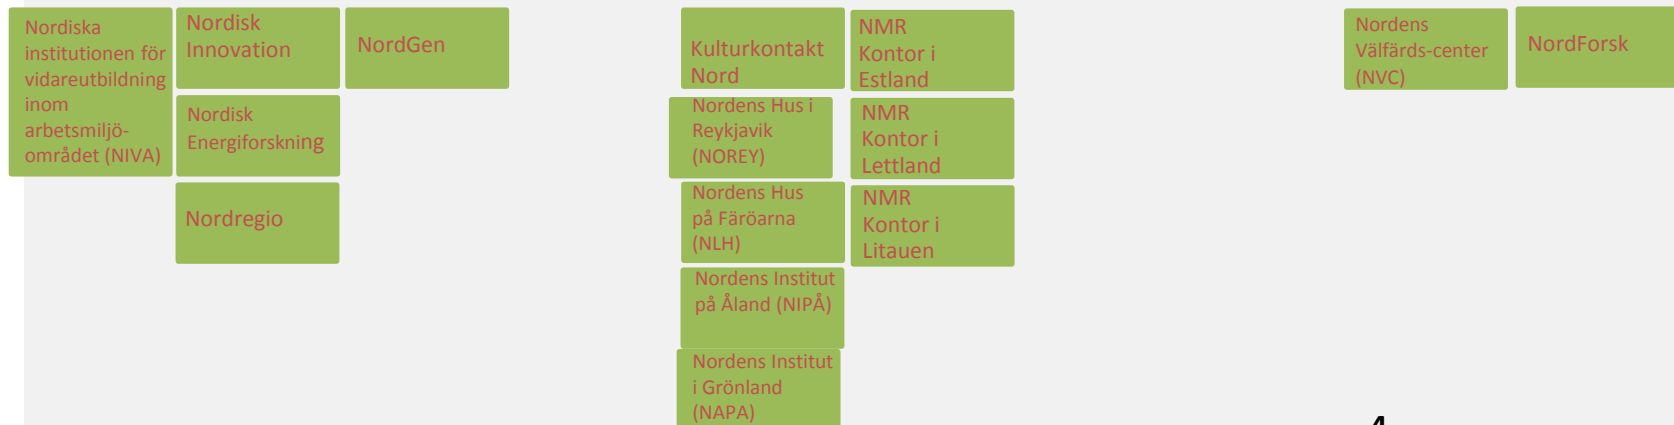 Nordiska
institutionen för
vidareutbildning
inom
arbetsmiljö-
området (NIVA)
Nordisk
Innovation
Nordisk
Energiforskning
Nordregio
NordGen
Kulturkontakt
Nord
Nordens Hus i
Reykjavik
(NOREY)
Nordens Hus
på Färöarna
(NLH)
Nordens Institut
på Åland (NIPÅ)
Nordens Institut
i Grönland
(NAPA)
NMR
Kontor i
Estland
NMR
Kontor i
Lettland
NMR
Kontor i
Litauen
Nordens
Välfärds-center
(NVC)
NordForsk
4